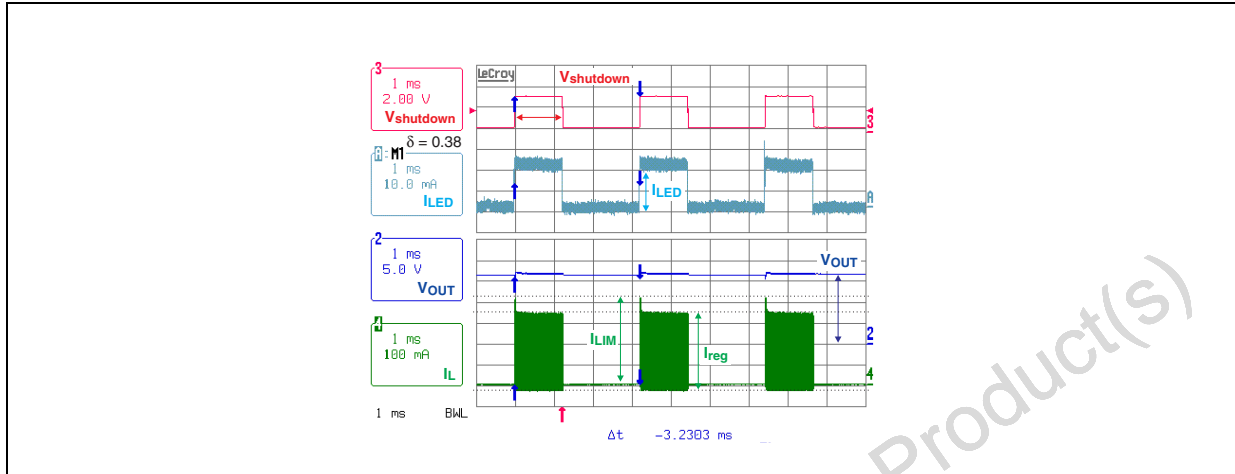 3
1 ms
2.00 V
Vshutdown
LeCroy
Vshutdown
3
δ = 0.38
A:M1
1 ms
10.0 mA
ILED
ILED
A
2
1 ms
5.0 V
VOUT
VOUT
2
4
1 ms
100 mA
IL
ILIM
Ireg
4
1 ms BWL
Δt -3.2303 ms
Product(s)